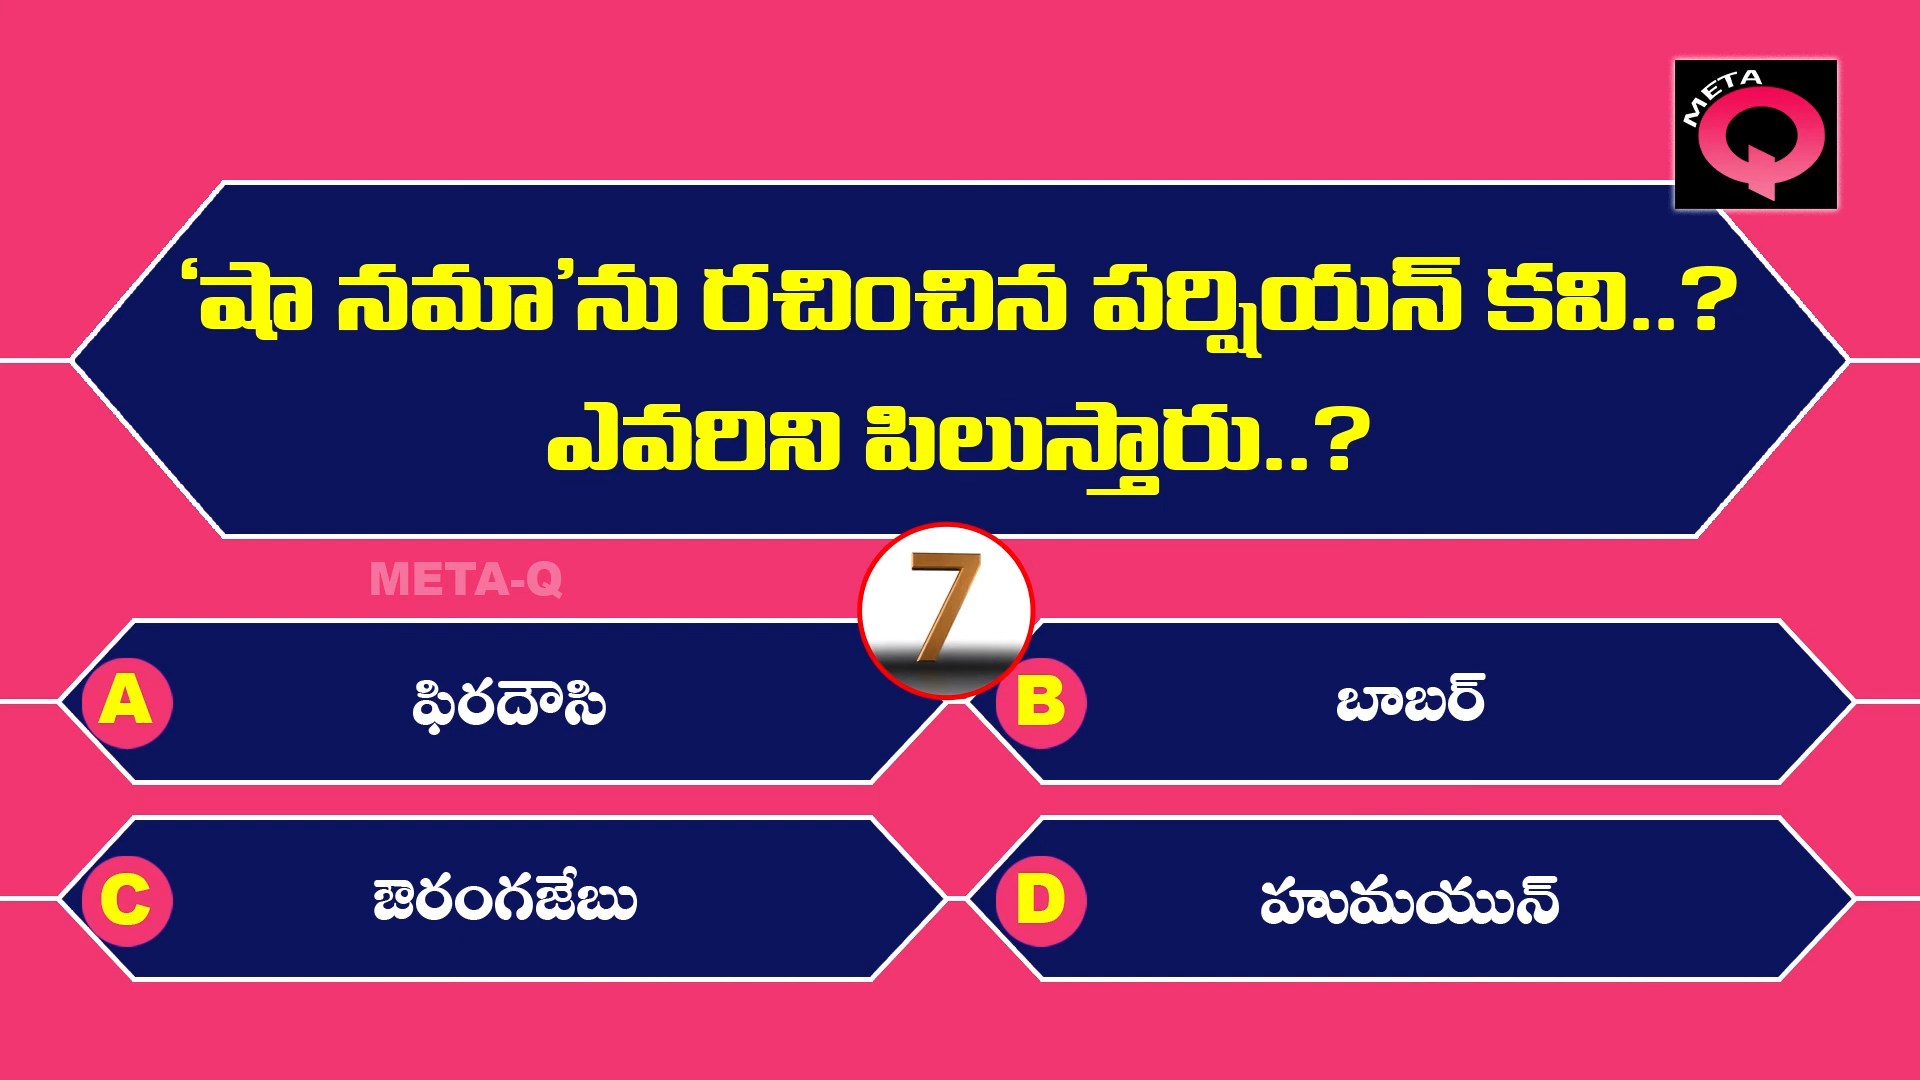 META
Q
‘షా నమా’ను రచించిన పర్షియన్ కవి..?
ఎవరిని పిలుస్తారు..?
META-Q
7
A ఫిరదౌసి
B బాబర్
C ఔరంగజేబు
D హుమయున్